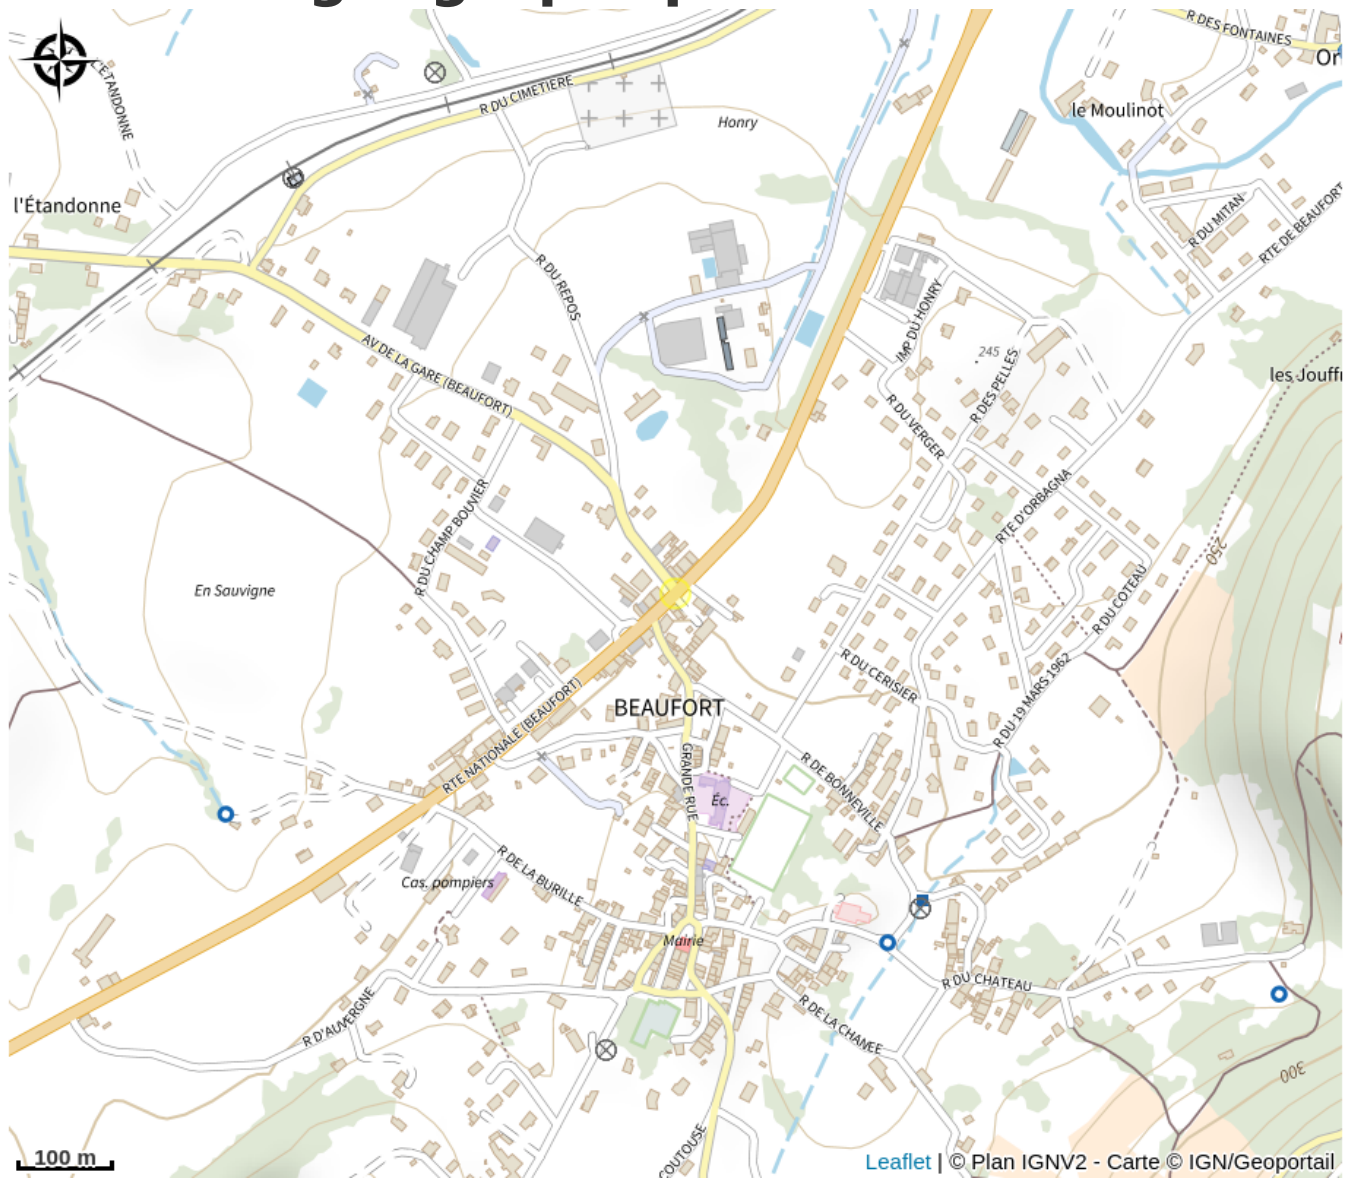 R DES FONTAINES
Or
L'ETANDONNE
R DU CIMETIERE
le Moulinot
Honry
l'Étandonne
R DU MITAN
RTE DE BEAUFORT
R DU REPOS
IMP DU HONRY
AV DE LA GARE (BEAUFORT)
245
R DES PELLES
les Jouffr
R DU VERGER
R DU CHAMP BOUVIER
RTE D'ORBAGNA
250
En Sauvigne
R DU COTEAU
R DU CERISIER
R DU 19 MARS 1962
BEAUFORT
RTE NATIONALE (BEAUFORT)
GRANDE RUE
R DE BONNEVILLE
Éc.
R DE LA BURILLE
Cas. pompiers
Mairie
R DU CHATEAU
R D'AUVERGNE
R DE LA CHANEE
300
COUTOUSE
100 m
Leaflet | © Plan IGNV2 - Carte © IGN/Geoportail